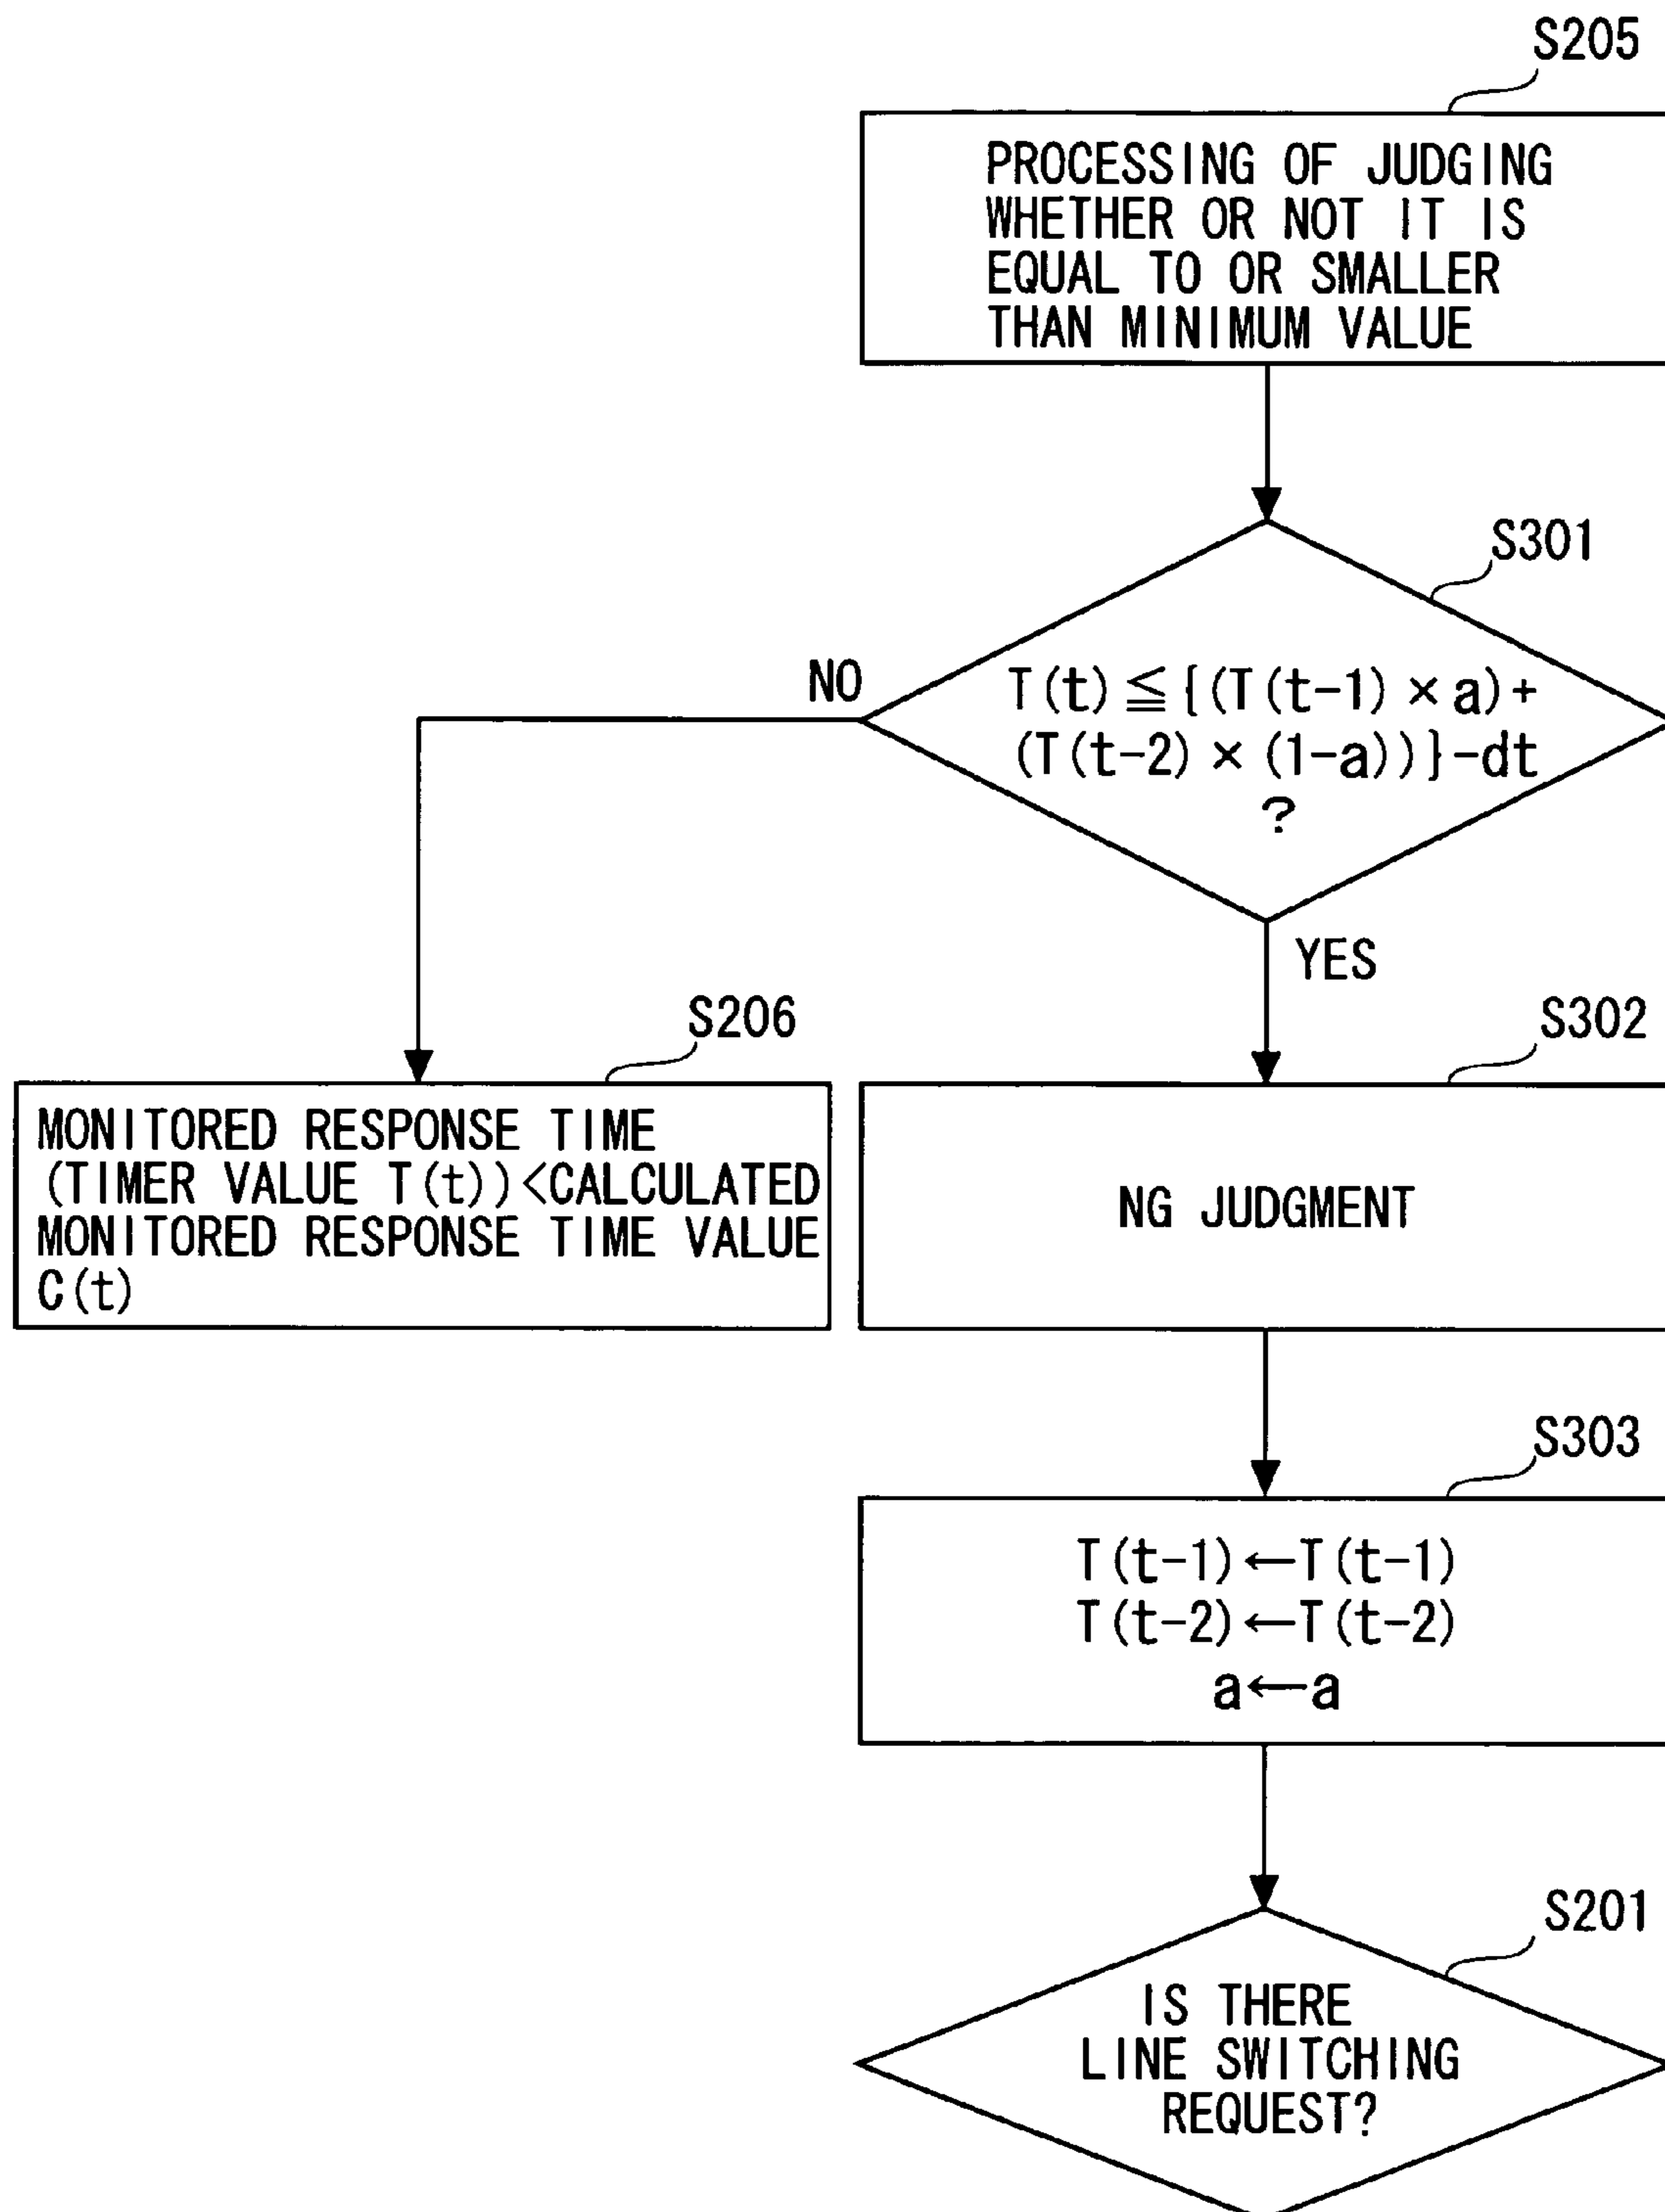 S205
PROCESSING OF JUDGING
WHETHER OR NOT IT IS
EQUAL TO OR SMALLER
THAN MINIMUM VALUE
S301
NO
T(t)≦{(T(t-1)×a)+
(T(t-2)×(1-a))}-dt
?
YES
S206
MONITORED RESPONSE TIME
(TIMER VALUE T(t))<CALCULATED
MONITORED RESPONSE TIME VALUE
C(t)
S302
NG JUDGMENT
S303
T(t-1)←T(t-1)
T(t-2)←T(t-2)
a←a
S201
IS THERE
LINE SWITCHING
REQUEST?